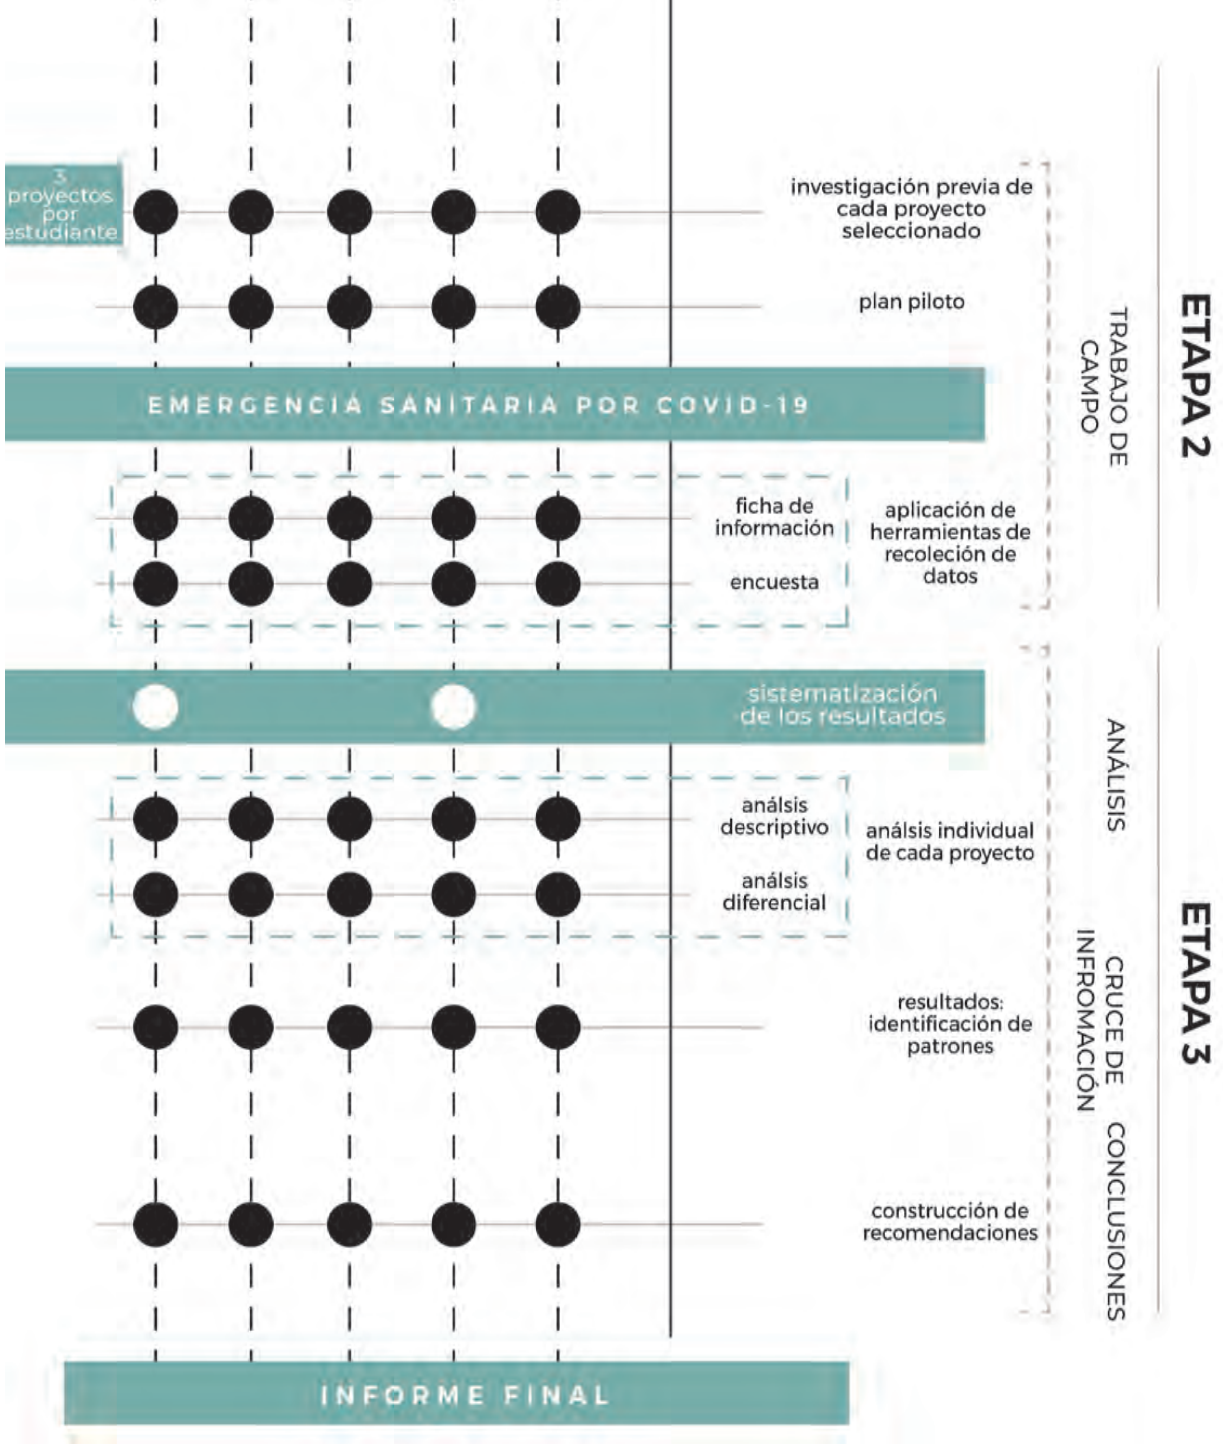 3
proyectos
por
estudiante
investigación previa de
cada proyecto
seleccionado
plan piloto
EMERGENCIA SANITARIA POR COVID-19
ficha de
información
encuesta
aplicación de
herramientas de
recoleción de
datos
TRABAJO DE
CAMPO
ETAPA 2
sistematización
de los resultados
análsis
descriptivo
análsis
diferencial
análsis individual
de cada proyecto
resultados:
identificación de
patrones
construcción de
recomendaciones
ANÁLISIS
CRUCE DE
INFROMACIÓN
CONCLUSIONES
ETAPA 3
INFORME FINAL